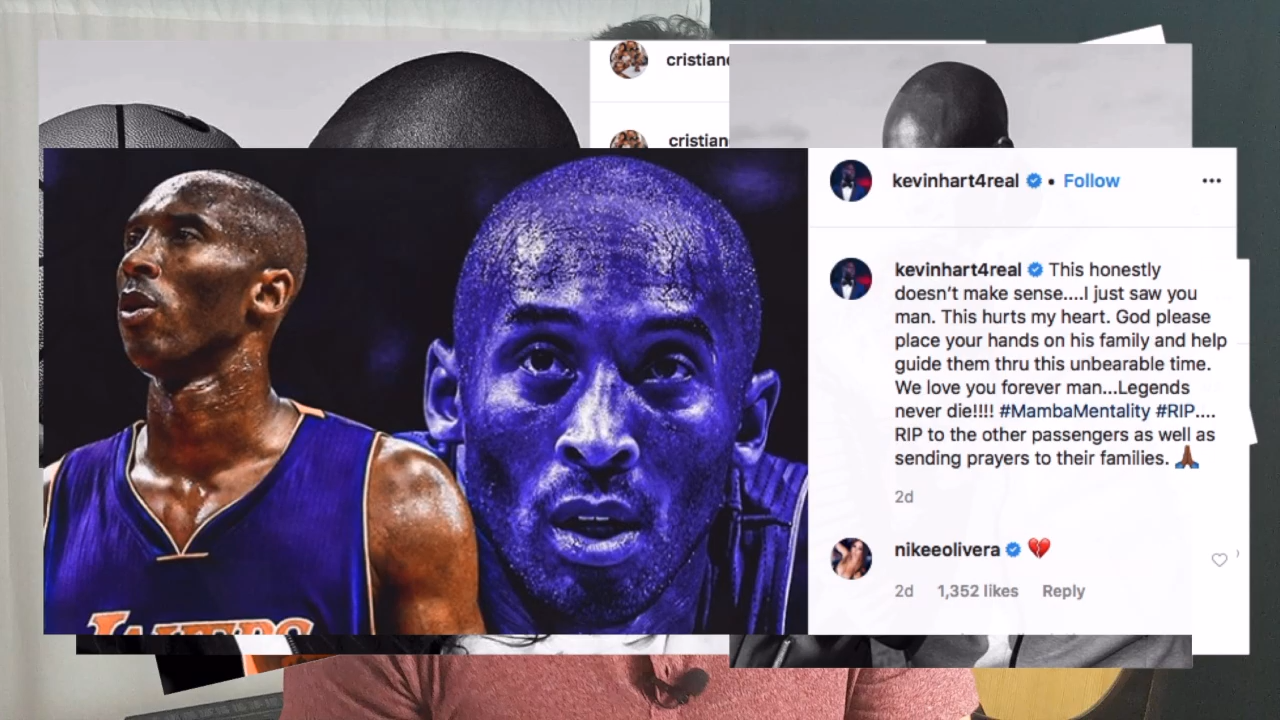 cristian
cristian
kevinhart4real • Follow
kevinhart4real This honestly
doesn’t make sense....I just saw you
man. This hurts my heart. God please
place your hands on his family and help
guide them thru this unbearable time.
We love you forever man...Legends
never die!!!! #MambaMentality #RIP....
RIP to the other passengers as well as
sending prayers to their families. 🙏🏾
2d
nikeeolivera 💔
2d 1,352 likes Reply
LAKERS